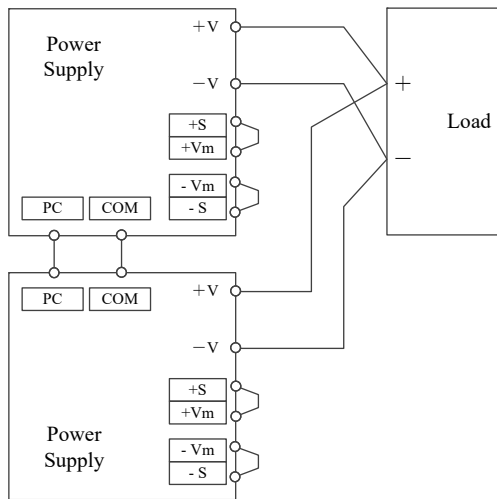 Power
Supply
+V
−V
+S
+Vm
- Vm
- S
PC
COM
+
−
Load
PC
COM
+V
−V
+S
+Vm
- Vm
- S
Power
Supply